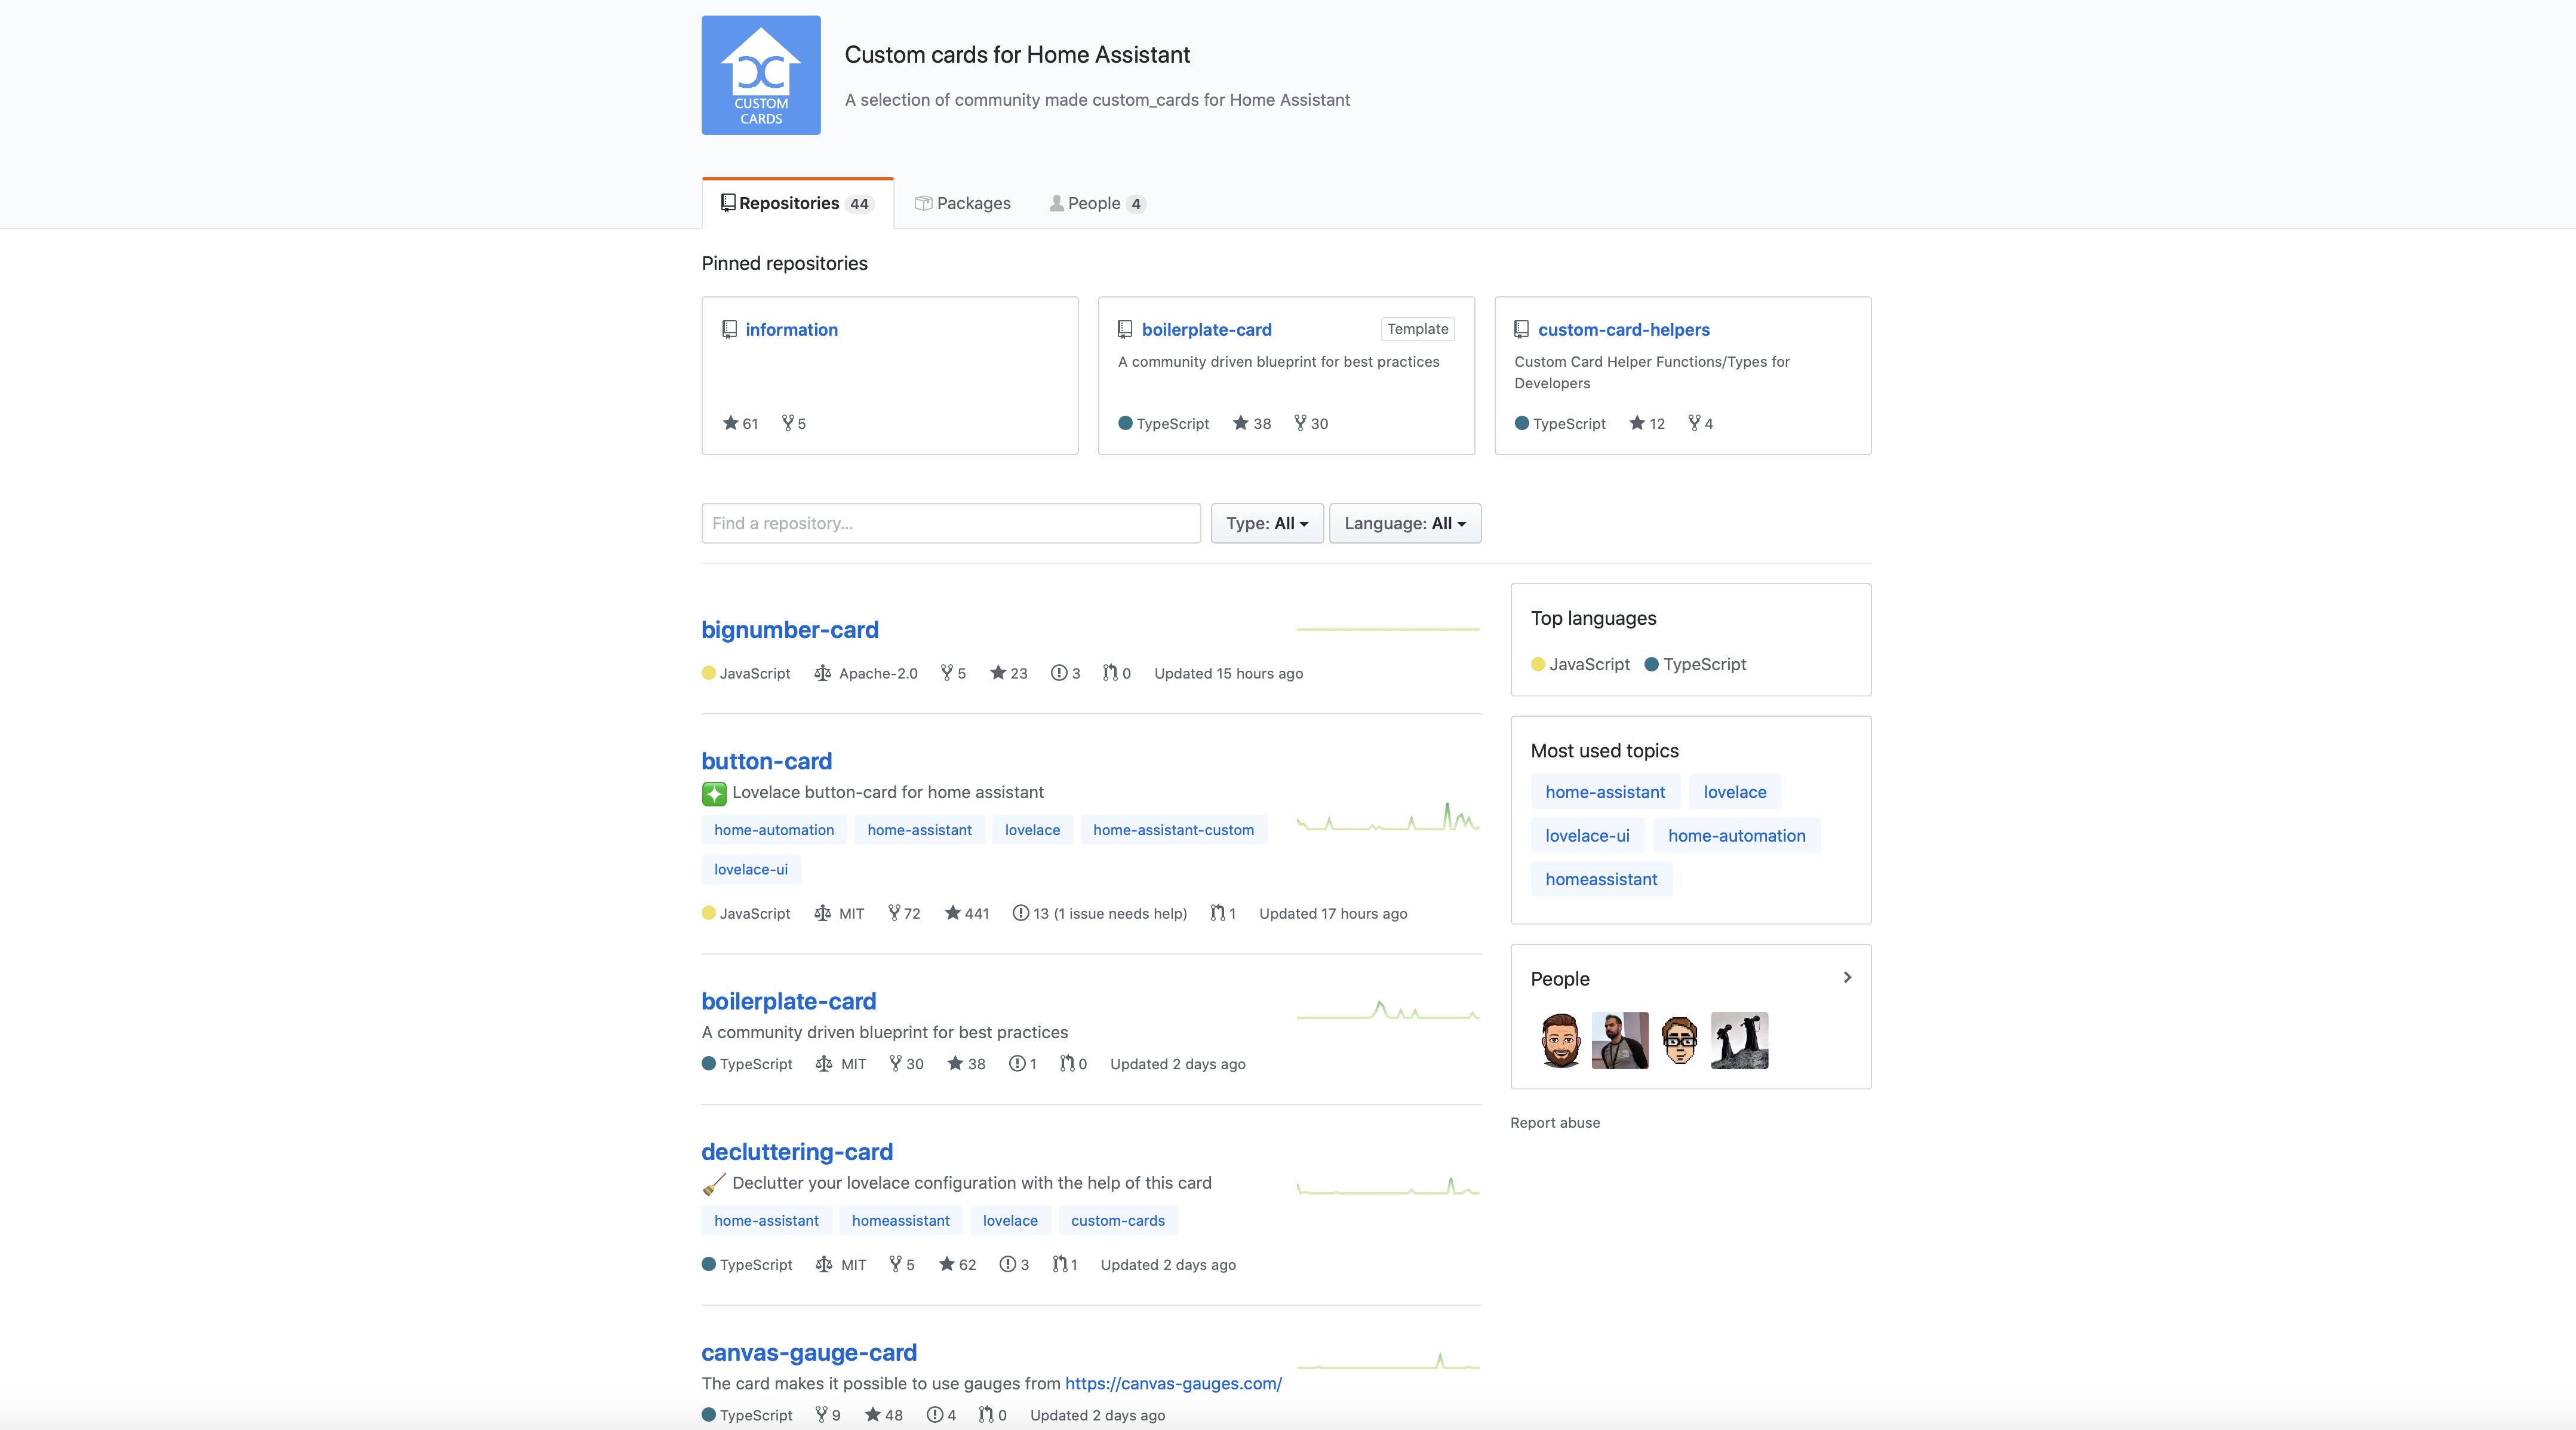 CUSTOM
CARDS
Custom cards for Home Assistant
A selection of community made custom_cards for Home Assistant
Repositories 44 Packages People 4
Pinned repositories
information
61 5
boilerplate-card Template
A community driven blueprint for best practices
TypeScript 38 30
custom-card-helpers
Custom Card Helper Functions/Types for
Developers
TypeScript 12 4
Find a repository... Type: All Language: All
bignumber-card
JavaScript Apache-2.0 5 23 3 0 Updated 15 hours ago
button-card
Lovelace button-card for home assistant
home-automation home-assistant lovelace home-assistant-custom
lovelace-ui
JavaScript MIT 72 441 13 (1 issue needs help) 1 Updated 17 hours ago
boilerplate-card
A community driven blueprint for best practices
TypeScript MIT 30 38 1 0 Updated 2 days ago
decluttering-card
Declutter your lovelace configuration with the help of this card
home-assistant homeassistant lovelace custom-cards
TypeScript MIT 5 62 3 1 Updated 2 days ago
canvas-gauge-card
The card makes it possible to use gauges from https://canvas-gauges.com/
TypeScript 9 48 4 0 Updated 2 days ago
Top languages
JavaScript TypeScript
Most used topics
home-assistant lovelace
lovelace-ui home-automation
homeassistant
People
Report abuse